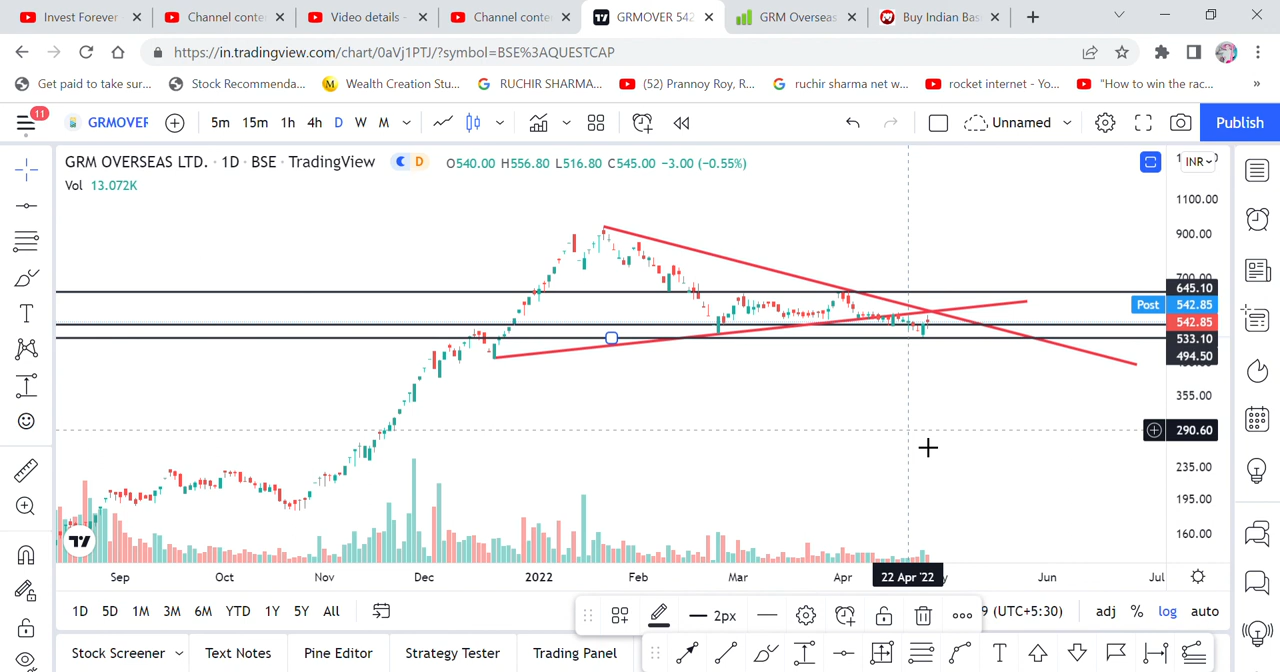 Invest Forever
Channel conte
Video details -
Channel conte
GRMOVER 542
GRM Overseas
Buy Indian Bas
https://in.tradingview.com/chart/0aVj1PTJ/?symbol=BSE%3AQUESTCAP
Get paid to take sur...
Stock Recommenda...
Wealth Creation Stu...
RUCHIR SHARMA...
(52) Prannoy Roy, R...
ruchir sharma net w...
rocket internet - Yo...
"How to win the rac...
»
11
GRMOVER
5m 15m 1h 4h D W M
Unnamed
Publish
GRM OVERSEAS LTD. · 1D · BSE · TradingView
D
O540.00 H556.80 L516.80 C545.00 −3.00 (−0.55%)
INR
Vol 13.072K
1100.00
900.00
700.00
645.10
Post 542.85
542.85
533.10
494.50
355.00
290.60
235.00
195.00
160.00
Sep Oct Nov Dec 2022 Feb Mar Apr 22 Apr '22 Jun Jul
1D 5D 1M 3M 6M YTD 1Y 5Y All
2px
9 (UTC+5:30)
adj % log auto
Stock Screener
Text Notes
Pine Editor
Strategy Tester
Trading Panel